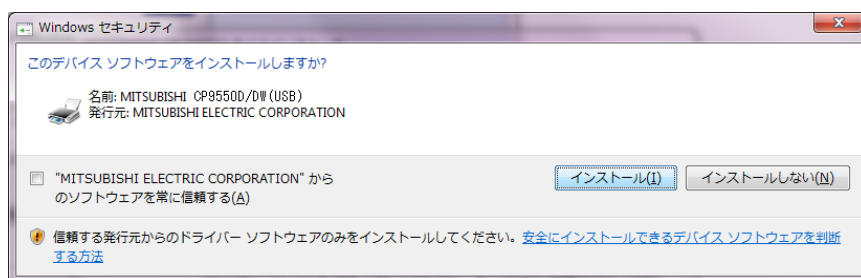 Windows セキュリティ
このデバイス ソフトウェアをインストールしますか?
名前: MITSUBISHI CP9550D/DW(USB)
発行元: MITSUBISHI ELECTRIC CORPORATION
"MITSUBISHI ELECTRIC CORPORATION" から
のソフトウェアを常に信頼する(A)
インストール(I)
インストールしない(N)
信頼する発行元からのドライバー ソフトウェアのみをインストールしてください。安全にインストールできるデバイス ソフトウェアを判断
する方法